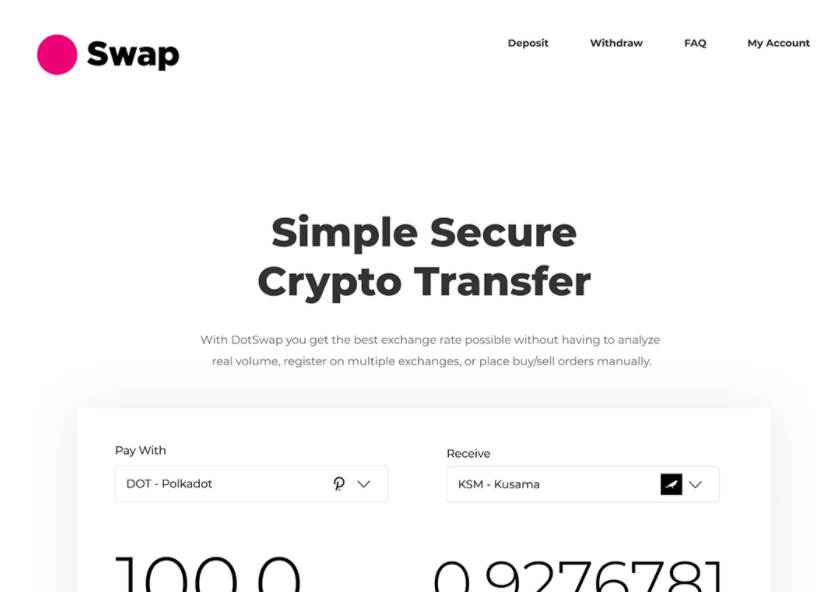 Swap
Deposit Withdraw FAQ My Account
Simple Secure
Crypto Transfer
With DotSwap you get the best exchange rate possible without having to analyze
real volume, register on multiple exchanges, or place buy/sell orders manually.
Pay With
DOT - Polkadot
Receive
KSM - Kusama
100.0
0.9276781